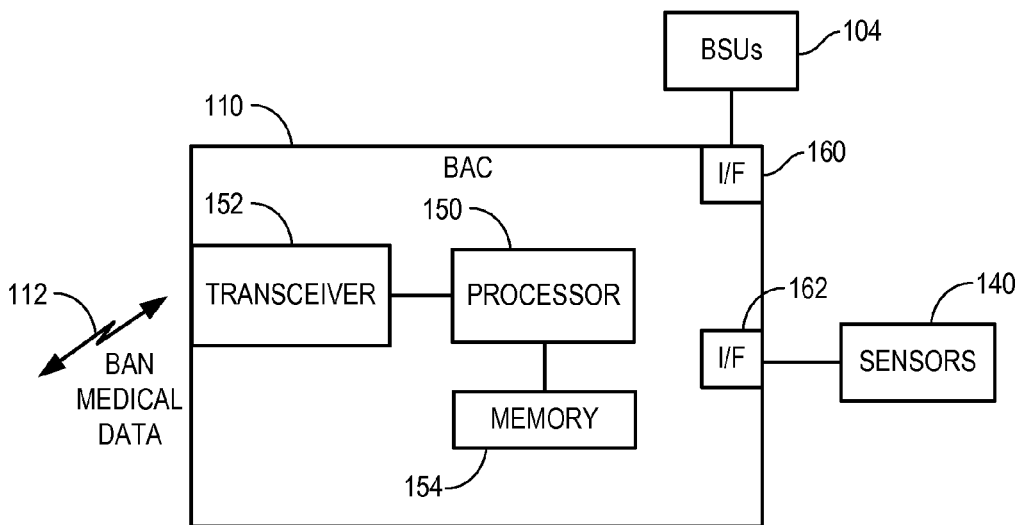 BSUs
104
110
BAC
I/F
160
152
150
TRANSCEIVER
PROCESSOR
112
162
140
I/F
SENSORS
BAN
MEDICAL
DATA
MEMORY
154